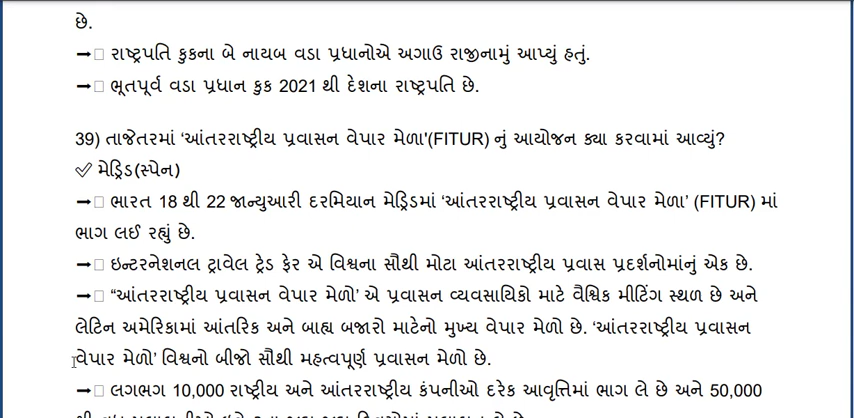 છે.
➡□ રાષ્ટ્રપતિ કુકના બે નાયબ વડા પ્રધાનોએ અગાઉ રાજીનામું આપ્યું હતું.
➡□ ભૂતપૂર્વ વડા પ્રધાન કુક 2021 થી દેશના રાષ્ટ્રપતિ છે.
39) તાજેતરમાં ‘આંતરરાષ્ટ્રીય પ્રવાસન વેપાર મેળા'(FITUR) નું આયોજન ક્યા કરવામાં આવ્યું?
✅ મેડ્રિડ(સ્પેન)
➡□ ભારત 18 થી 22 જાન્યુઆરી દરમિયાન મેડ્રિડમાં ‘આંતરરાષ્ટ્રીય પ્રવાસન વેપાર મેળા’ (FITUR) માં
ભાગ લઈ રહ્યું છે.
➡□ ઇન્ટરનેશનલ ટ્રાવેલ ટ્રેડ ફેર એ વિશ્વના સૌથી મોટા આંતરરાષ્ટ્રીય પ્રવાસ પ્રદર્શનોમાંનું એક છે.
➡□ “આંતરરાષ્ટ્રીય પ્રવાસન વેપાર મેળો’ એ પ્રવાસન વ્યવસાયિકો માટે વૈશ્વિક મીટિંગ સ્થળ છે અને
લેટિન અમેરિકામાં આંતરિક અને બાહ્ય બજારો માટેનો મુખ્ય વેપાર મેળો છે. ‘આંતરરાષ્ટ્રીય પ્રવાસન
વેપાર મેળો’ વિશ્વનો બીજો સૌથી મહત્વપૂર્ણ પ્રવાસન મેળો છે.
➡□ લગભગ 10,000 રાષ્ટ્રીય અને આંતરરાષ્ટ્રીય કંપનીઓ દરેક આવૃત્તિમાં ભાગ લે છે અને 50,000